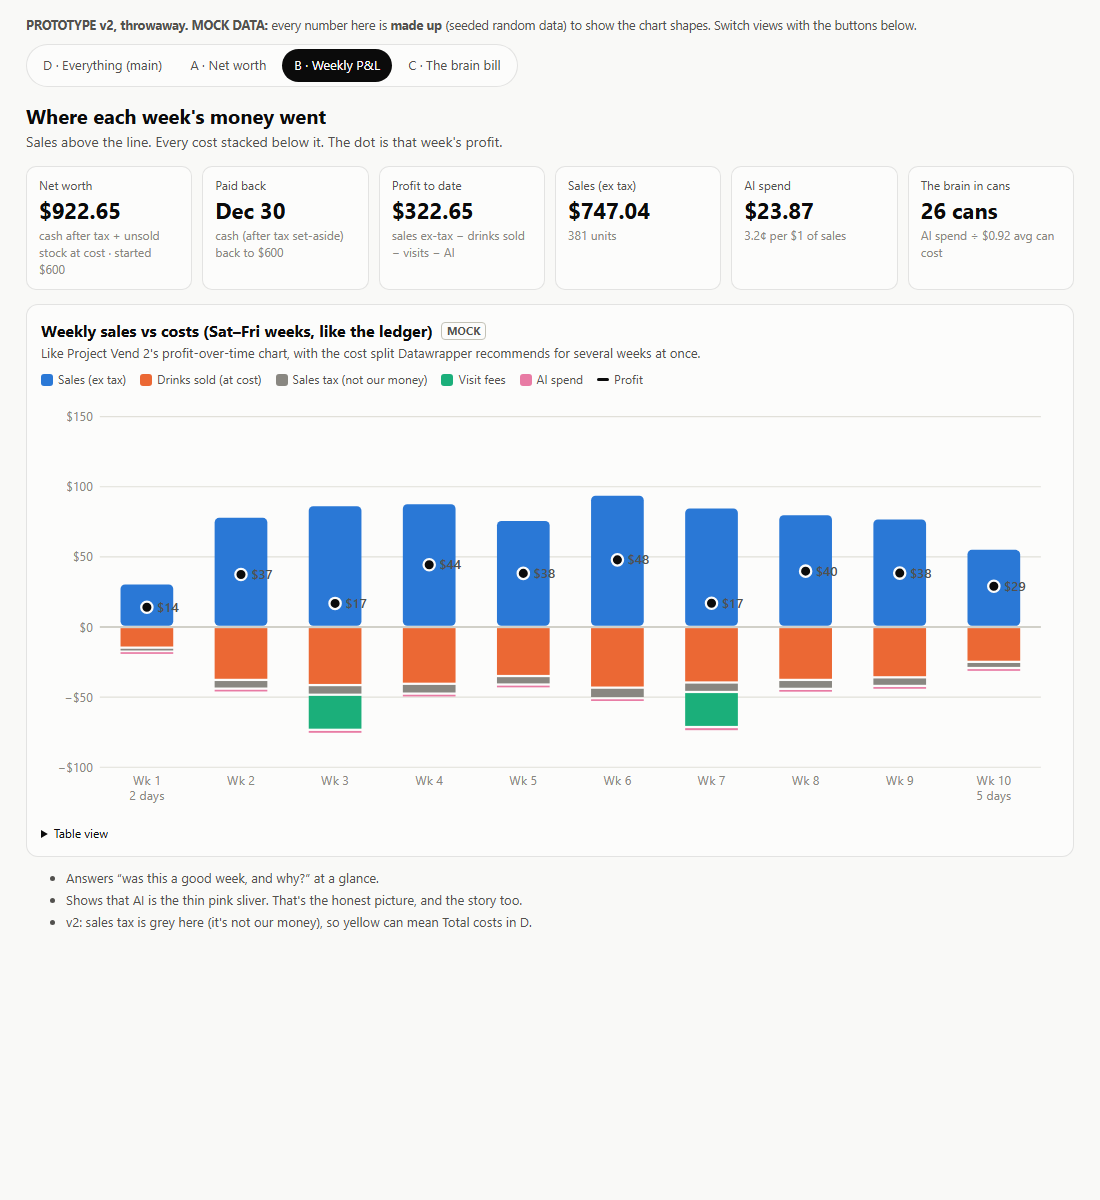 PROTOTYPE v2, throwaway. MOCK DATA: every number here is made up (seeded random data) to show the chart shapes. Switch views with the buttons below.
D · Everything (main)
A · Net worth
B · Weekly P&L
C · The brain bill
Where each week's money went
Sales above the line. Every cost stacked below it. The dot is that week's profit.
Net worth
$922.65
cash after tax + unsold
stock at cost · started
$600
Paid back
Dec 30
cash (after tax set-aside)
back to $600
Profit to date
$322.65
sales ex-tax − drinks sold
− visits − AI
Sales (ex tax)
$747.04
381 units
AI spend
$23.87
3.2¢ per $1 of sales
The brain in cans
26 cans
AI spend ÷ $0.92 avg can
cost
Weekly sales vs costs (Sat–Fri weeks, like the ledger)
MOCK
Like Project Vend 2's profit-over-time chart, with the cost split Datawrapper recommends for several weeks at once.
Sales (ex tax)
Drinks sold (at cost)
Sales tax (not our money)
Visit fees
AI spend
Profit
$150
$100
$50
$0
−$50
−$100
$14
$37
$17
$44
$38
$48
$17
$40
$38
$29
Wk 1
2 days
Wk 2
Wk 3
Wk 4
Wk 5
Wk 6
Wk 7
Wk 8
Wk 9
Wk 10
5 days
Table view
Answers “was this a good week, and why?” at a glance.
Shows that AI is the thin pink sliver. That's the honest picture, and the story too.
v2: sales tax is grey here (it's not our money), so yellow can mean Total costs in D.